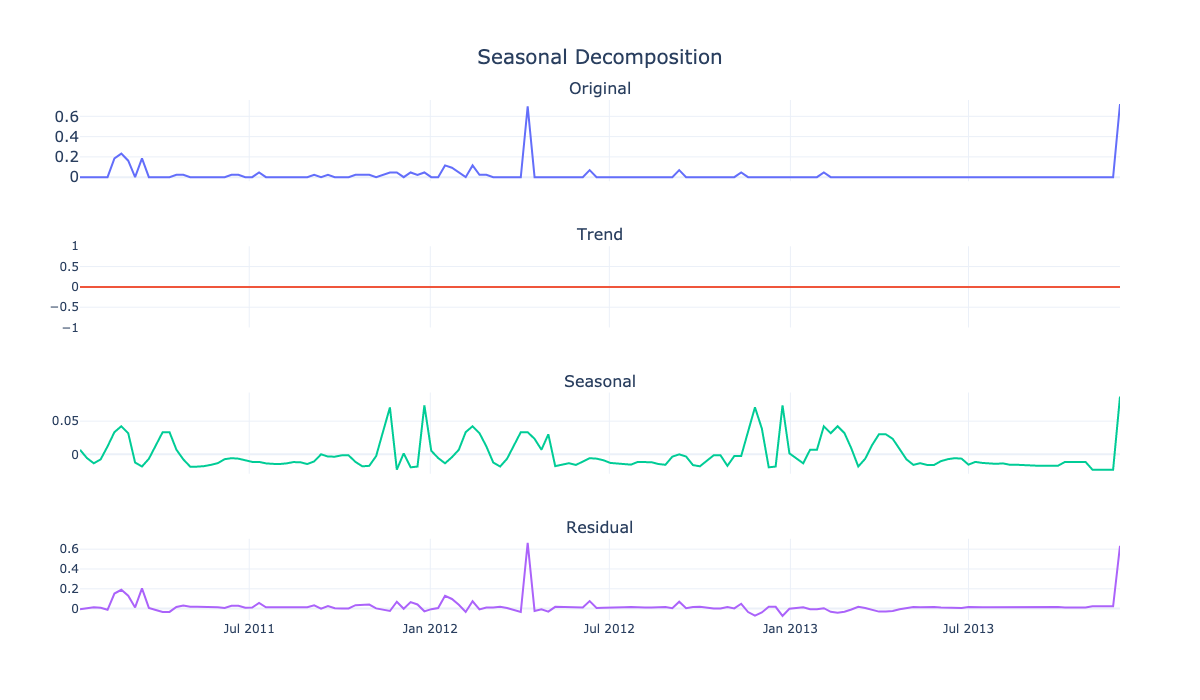 Seasonal Decomposition
Original
0.6
0.4
0.2
0
Trend
1
0.5
0
−0.5
−1
Seasonal
0.05
0
Residual
0.6
0.4
0.2
0
Jul 2011 Jan 2012 Jul 2012 Jan 2013 Jul 2013